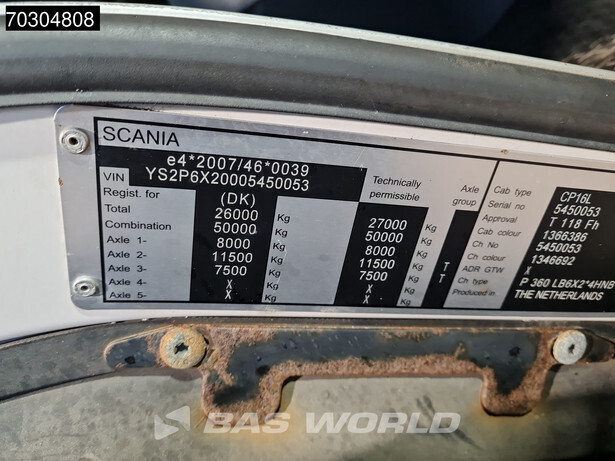 70304808
SCANIA
e4*2007/46*0039
VIN YS2P6X20005450053
Regist. for (DK) Technically permissible Axle group
Total 26000 Kg 27000 Kg
Combination 50000 Kg 50000 Kg
Axle 1- 8000 Kg 8000 Kg
Axle 2- 11500 Kg 11500 Kg T
Axle 3- 7500 Kg 7500 Kg T
Axle 4- X Kg X Kg
Axle 5- X Kg X Kg
Cab type CP16L
Serial no 5450053
Approval T 118 Fh
Cab colour 1366386
Ch No 5450053
Ch colour 1346692
ADR GTW X
Ch type P 360 LB6X2*4HNB
Produced in THE NETHERLANDS
BAS WORLD